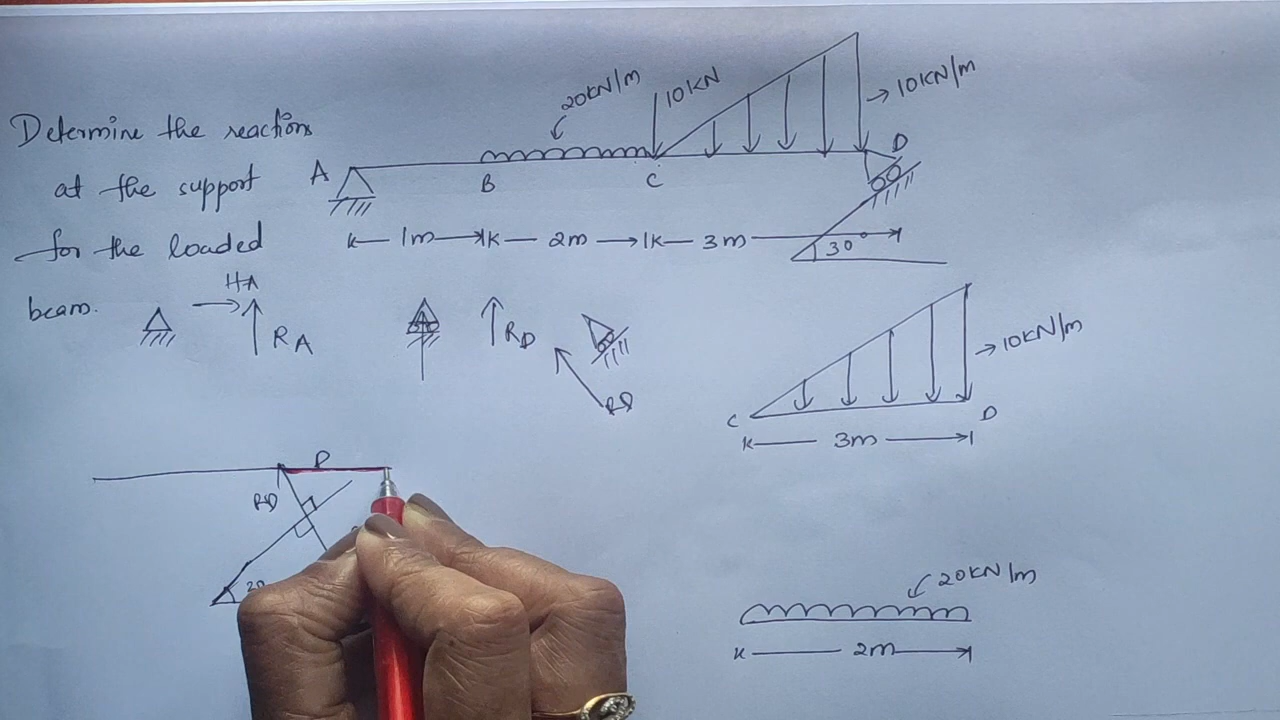 Determine the reactions
at the support
for the loaded
beam.
20KN/m
10KN
10KN/m
A
B
C
D
1m
2m
3m
30°
HA
RA
RD
RD
10KN/m
C
D
3m
D
RD
20KN/m
2m